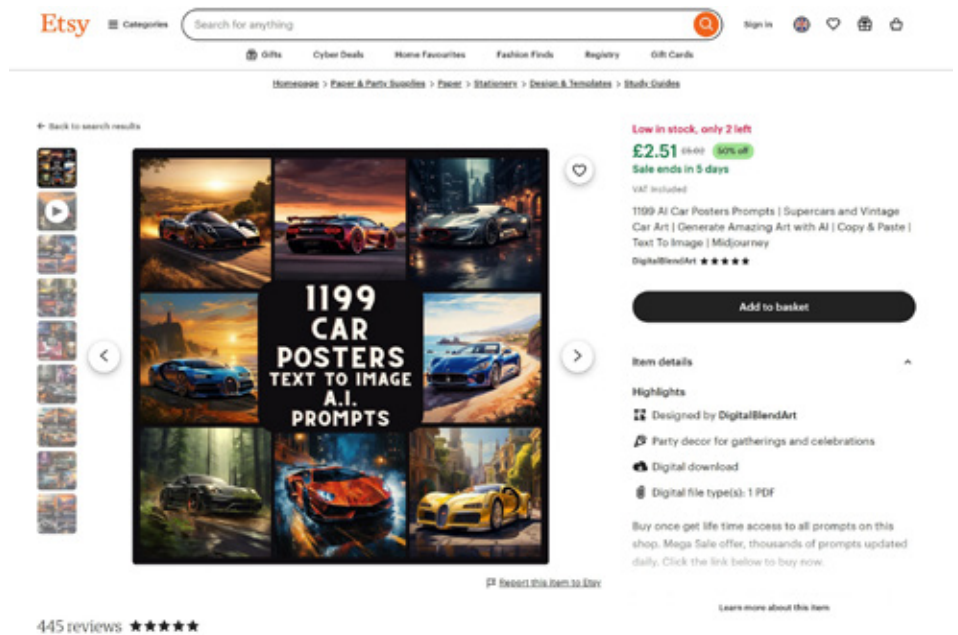 Etsy
Categories
Search for anything
Sign in
Gifts
Cyber Deals
Home Favourites
Fashion Finds
Registry
Gift Cards
Homepage > Paper & Party Supplies > Paper > Stationery > Design & Templates > Study Guides
← Back to search results
Low in stock, only 2 left
£2.51 £5.02 50% off
Sale ends in 5 days
VAT Included
1199 AI Car Posters Prompts | Supercars and Vintage
Car Art | Generate Amazing Art with AI | Copy & Paste |
Text To Image | Midjourney
DigitalBlendArt ★★★★★
Add to basket
1199
CAR
POSTERS
TEXT TO IMAGE
A.I.
PROMPTS
Item details
Highlights
Designed by DigitalBlendArt
Party decor for gatherings and celebrations
Digital download
Digital file type(s): 1 PDF
Buy once get life time access to all prompts on this
shop. Mega Sale offer, thousands of prompts updated
daily. Click the link below to buy now.
Learn more about this item
Report this item to Etsy
445 reviews ★★★★★